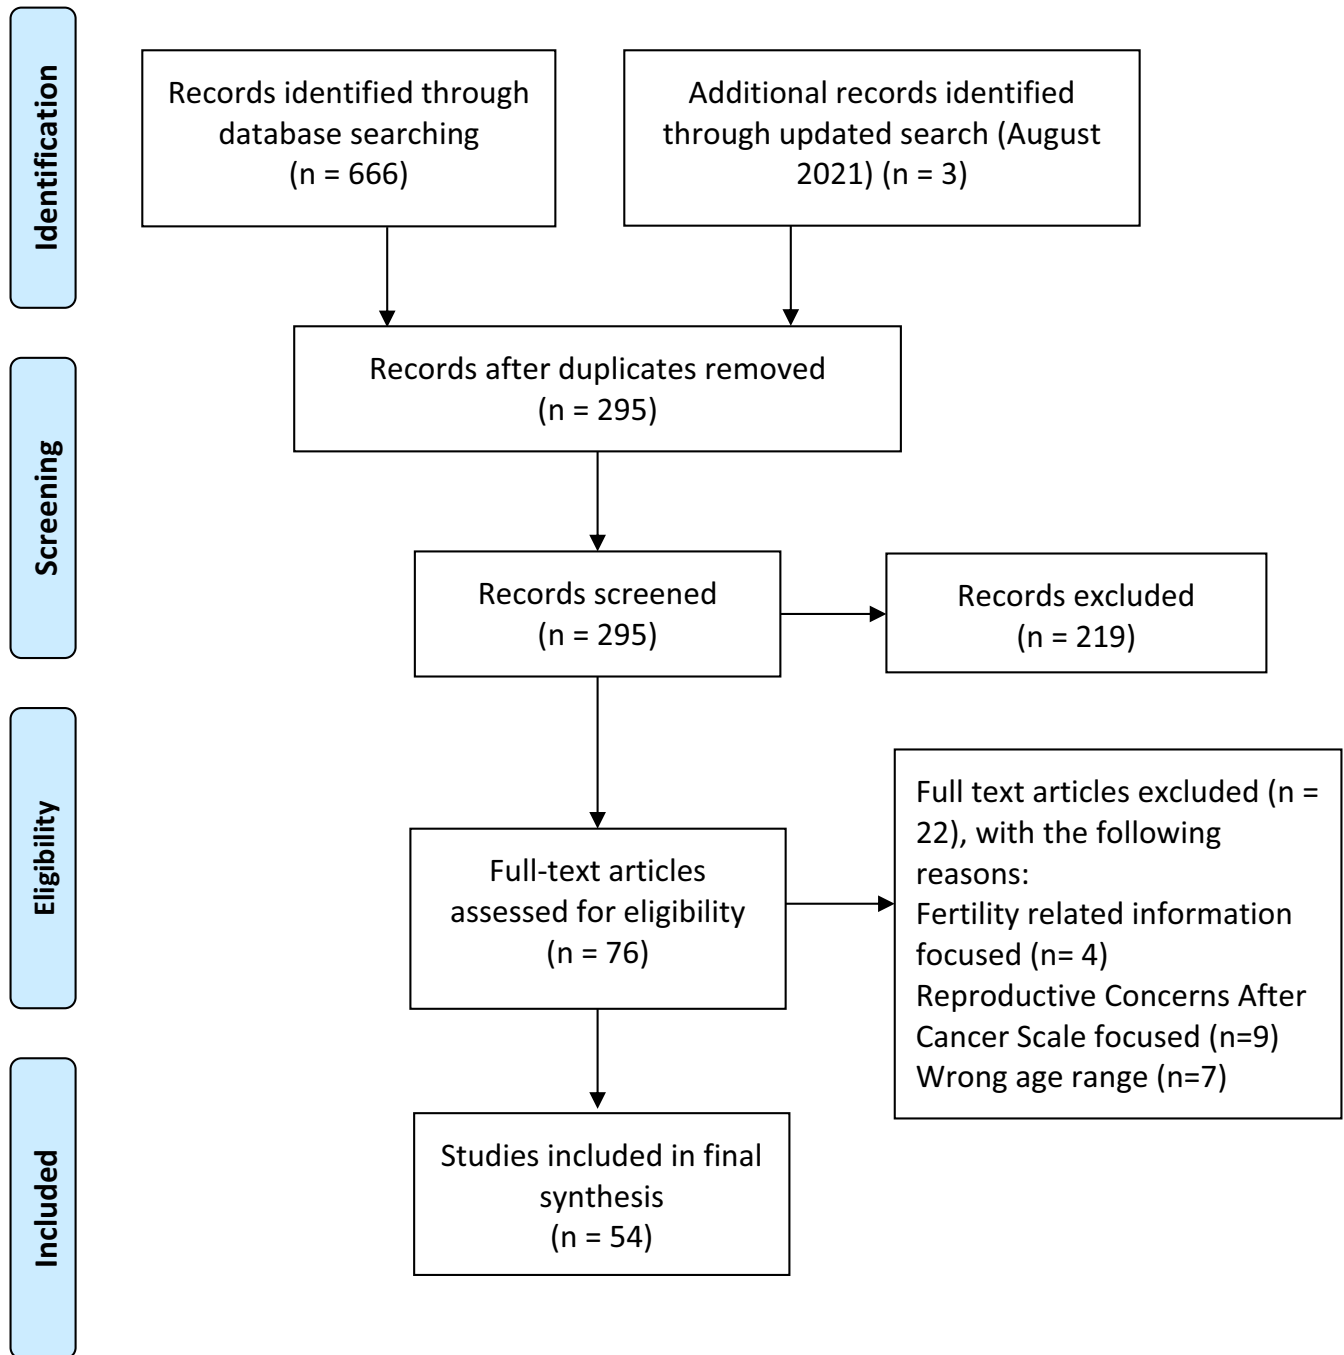 Identification
Records identified through
database searching
(n = 666)
Additional records identified
through updated search (August
2021) (n = 3)
Records after duplicates removed
(n = 295)
Screening
Records screened
(n = 295)
Records excluded
(n = 219)
Eligibility
Full-text articles
assessed for eligibility
(n = 76)
Full text articles excluded (n =
22), with the following
reasons:
Fertility related information
focused (n= 4)
Reproductive Concerns After
Cancer Scale focused (n=9)
Wrong age range (n=7)
Included
Studies included in final
synthesis
(n = 54)